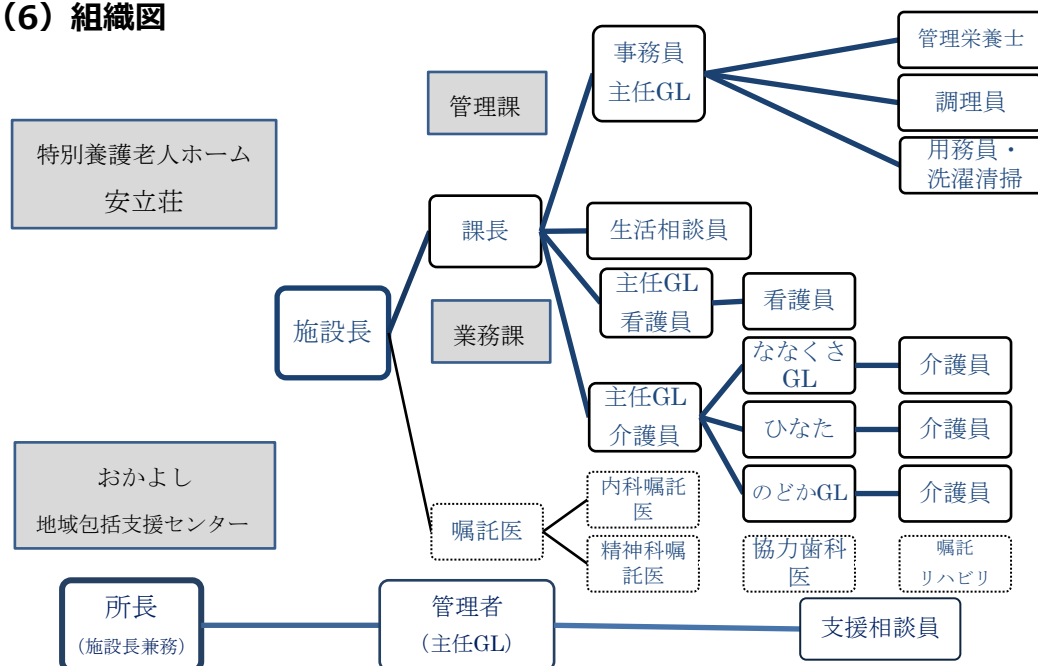 （6）組織図
事務員
主任GL
管理栄養士
管理課
調理員
特別養護老人ホーム
安立荘
用務員・
洗濯清掃
課長
生活相談員
主任GL
看護員
看護員
施設長
業務課
ななくさ
GL
介護員
主任GL
介護員
ひなた
介護員
おかよし
地域包括支援センター
のどかGL
介護員
嘱託医
内科嘱託
医
精神科嘱
託医
協力歯科
医
嘱託
リハビリ
所長
（施設長兼務）
管理者
（主任GL）
支援相談員